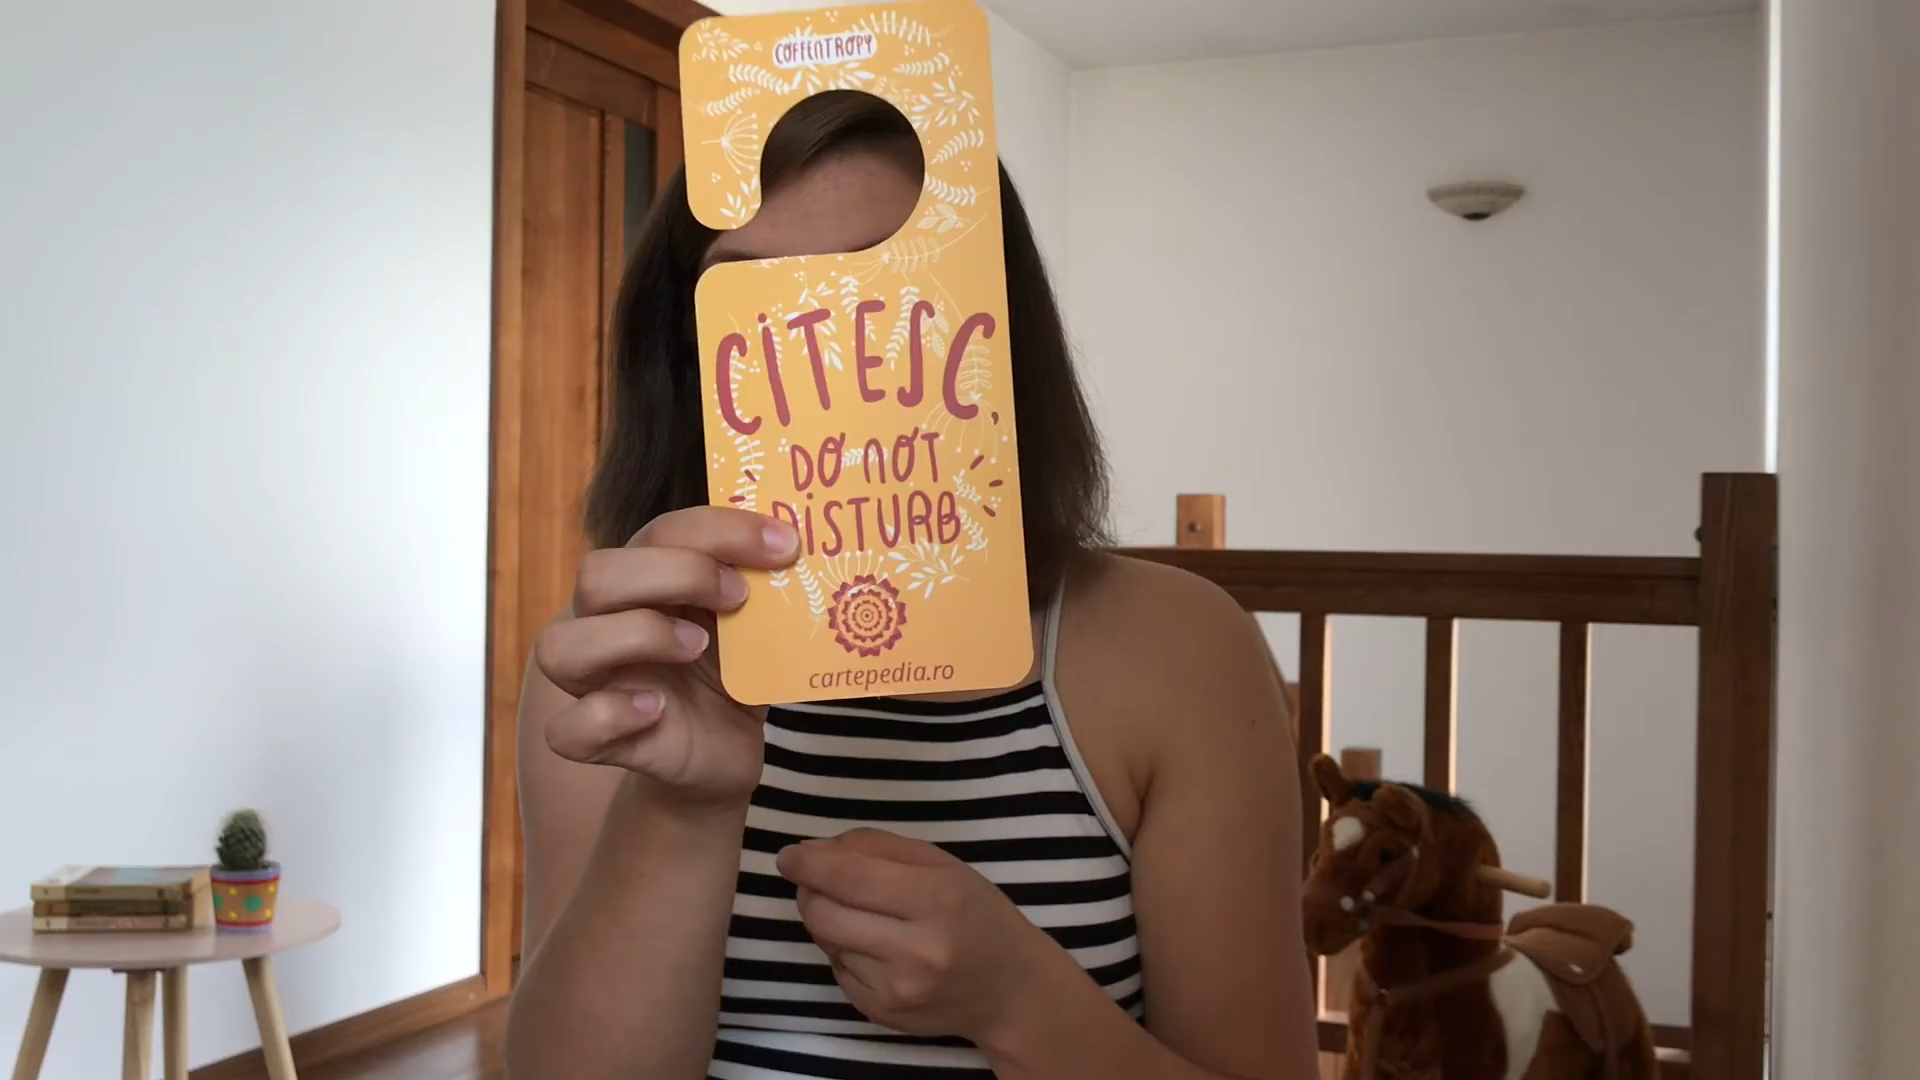 COFFENTROPY
CITESC,
DO NOT
DISTURB
cartepedia.ro